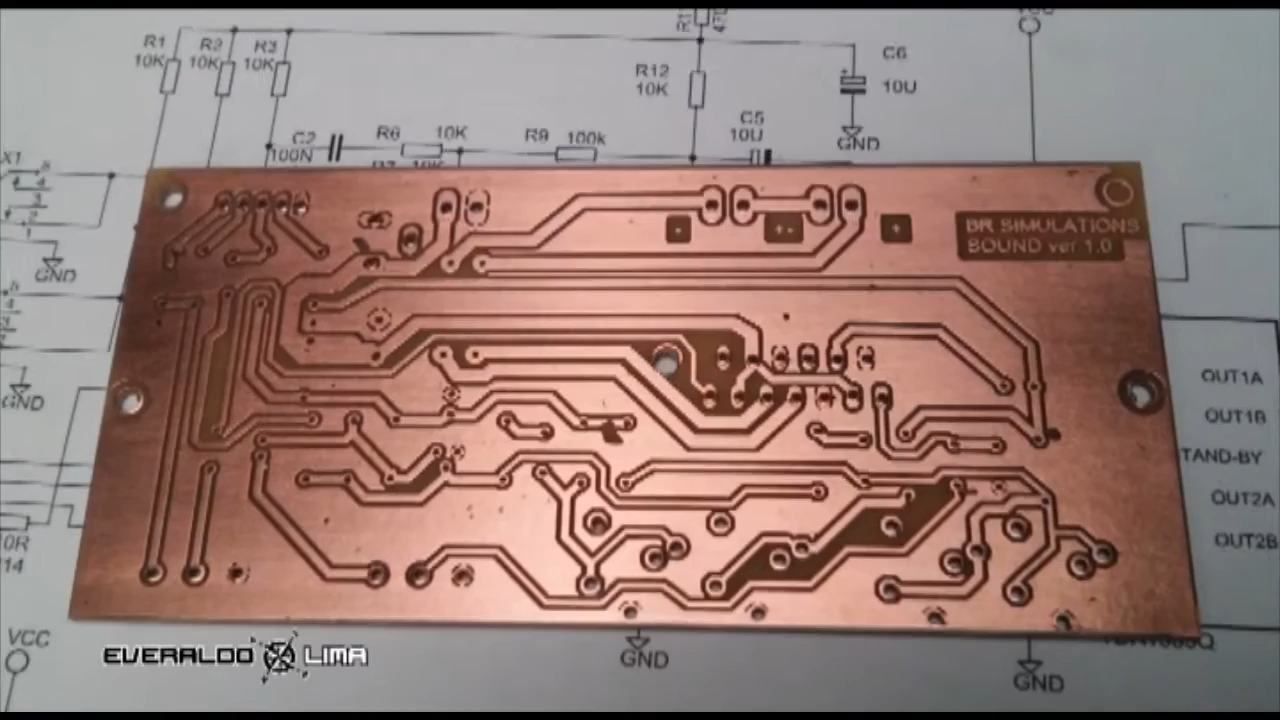 R1
10K
R2
10K
R3
10K
R12
10K
C6
10U
GND
C2
100N
R6
10K
R9
100k
C5
10U
X1
GND
BR SIMULATIONS
BOUND ver 1.0
- +- +
GND
OUT1A
OUT1B
TAND-BY
OUT2A
OUT2B
0R
14
VCC
EVERALDO LIMA
GND
GND